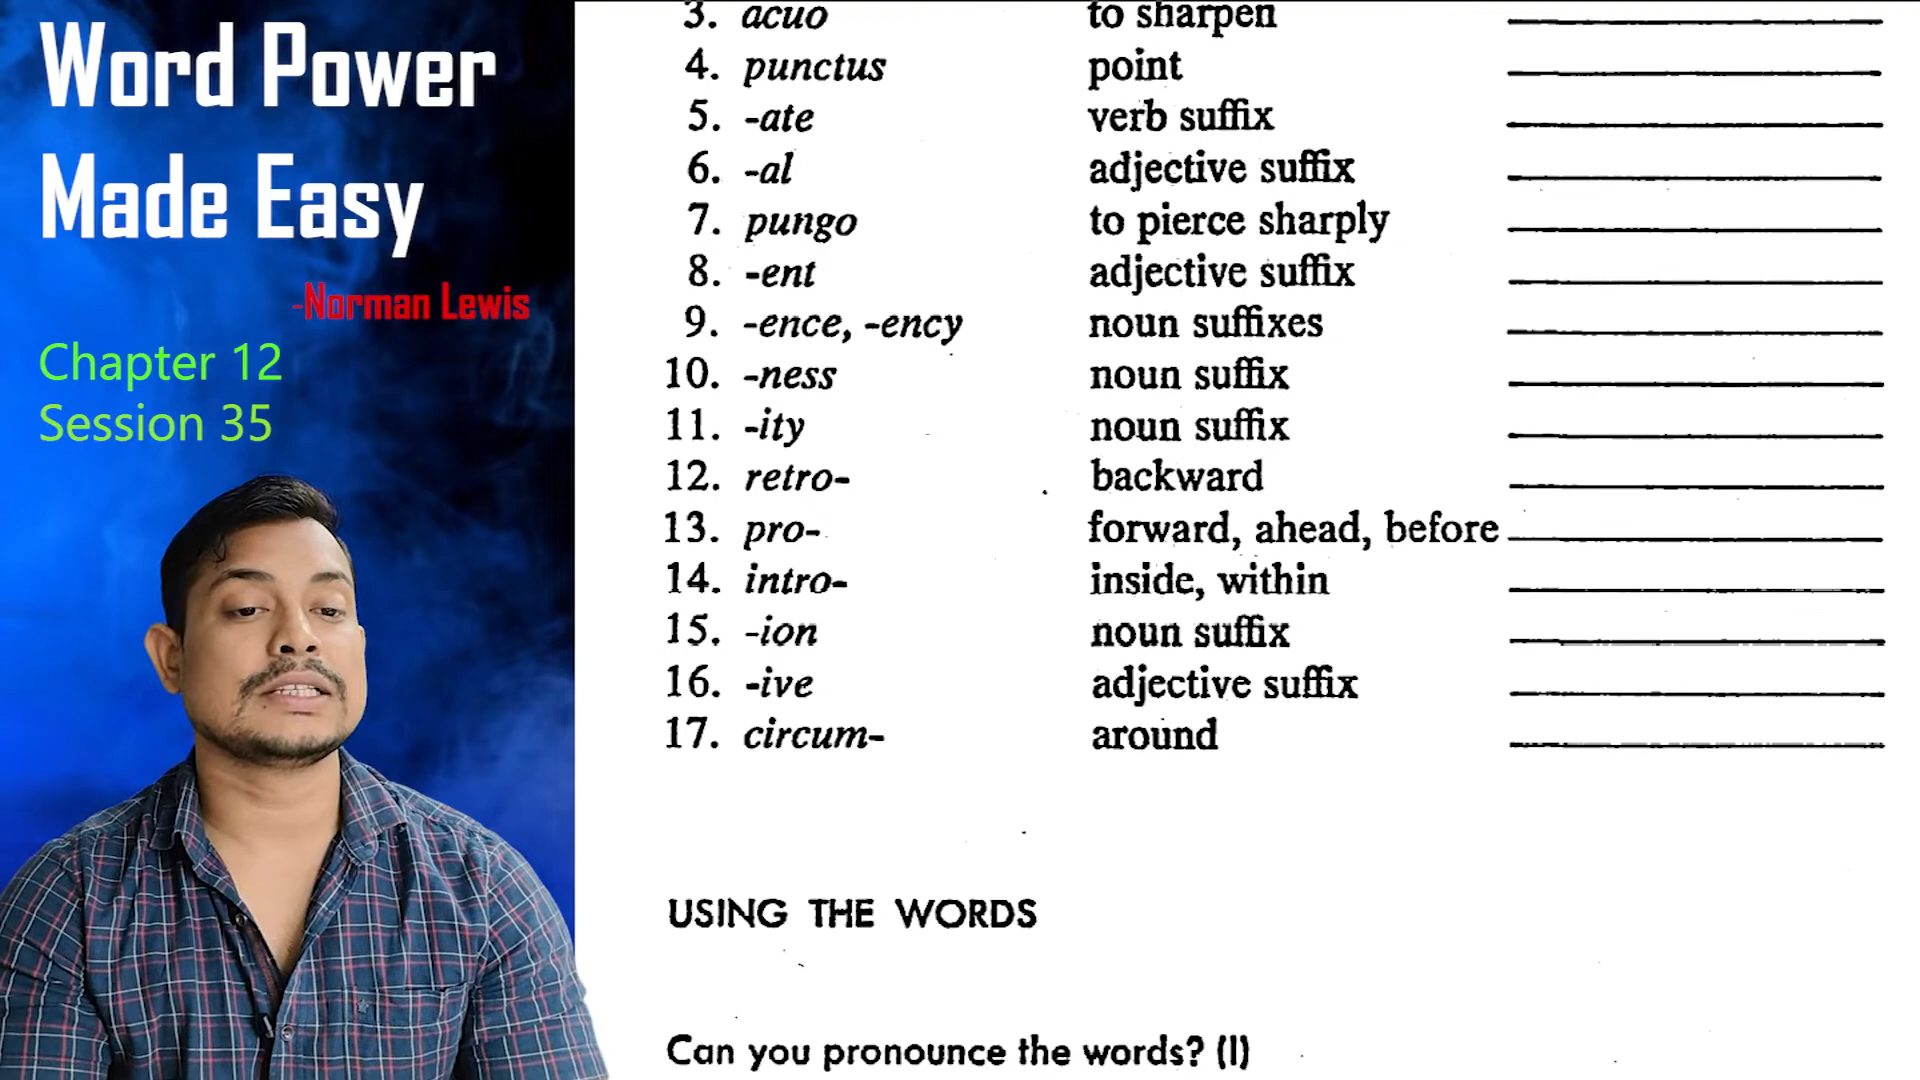 Word Power
Made Easy
-Norman Lewis
Chapter 12
Session 35
3. acuo to sharpen
4. punctus point
5. -ate verb suffix
6. -al adjective suffix
7. pungo to pierce sharply
8. -ent adjective suffix
9. -ence, -ency noun suffixes
10. -ness noun suffix
11. -ity noun suffix
12. retro- backward
13. pro- forward, ahead, before
14. intro- inside, within
15. -ion noun suffix
16. -ive adjective suffix
17. circum- around
USING THE WORDS
Can you pronounce the words? (I)